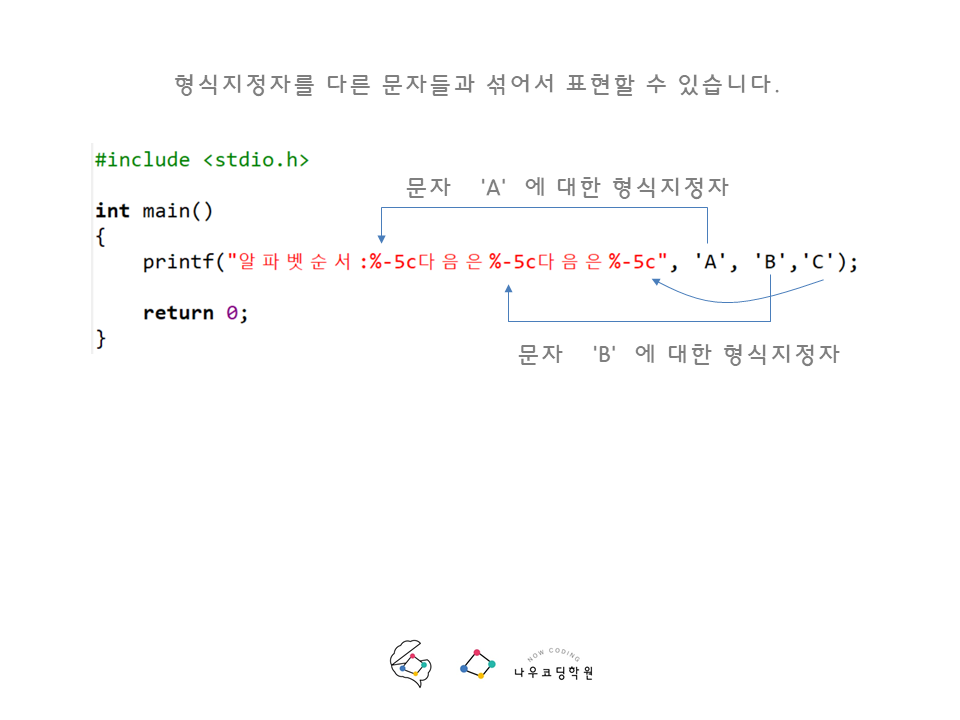 형식지정자를 다른 문자들과 섞어서 표현할 수 있습니다.
#include <stdio.h>
문자 'A' 에 대한 형식지정자
int main()
{
printf("알파벳순서:%-5c다음은%-5c다음은%-5c", 'A', 'B','C');
return 0;
}
문자 'B' 에 대한 형식지정자
NOW CODING
나우코딩학원